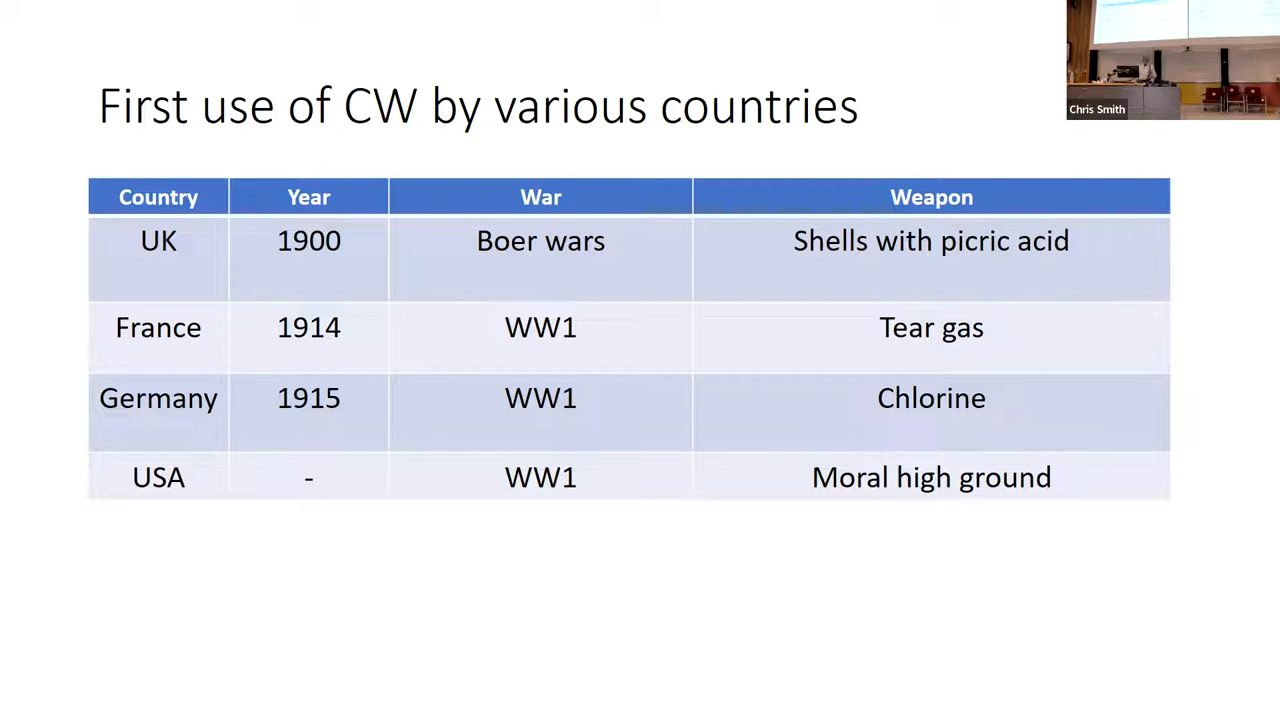 Chris Smith
First use of CW by various countries
Country Year War Weapon
UK 1900 Boer wars Shells with picric acid
France 1914 WW1 Tear gas
Germany 1915 WW1 Chlorine
USA - WW1 Moral high ground